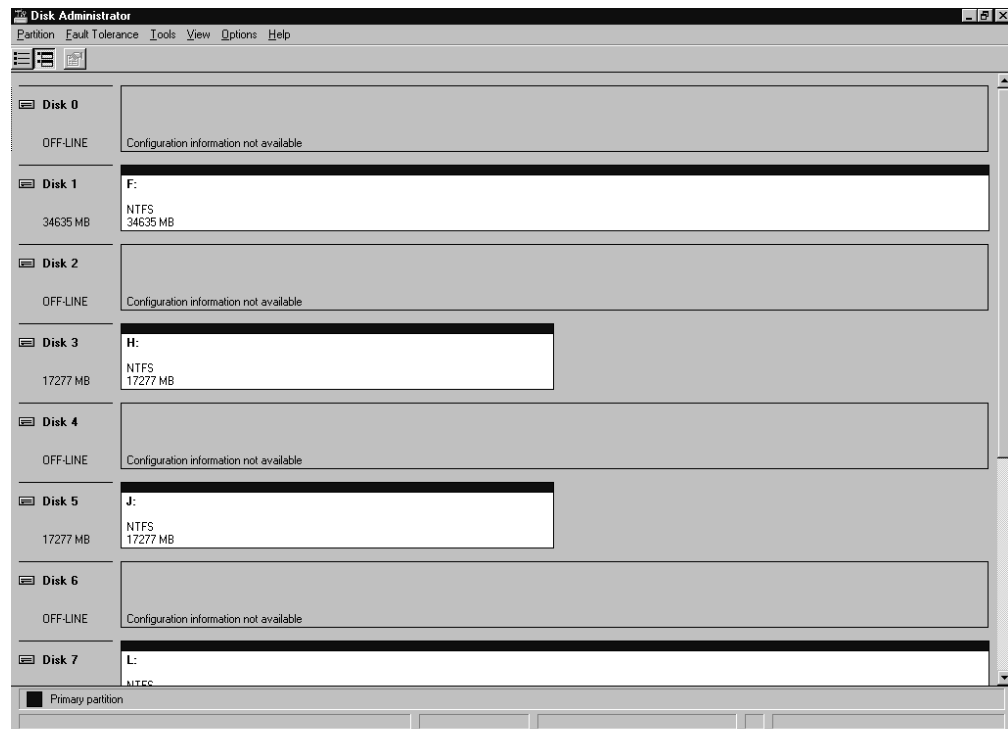 Disk Administrator
Partition Fault Tolerance Tools View Options Help
Disk 0
OFF-LINE Configuration information not available
Disk 1 F:
NTFS
34635 MB 34635 MB
Disk 2
OFF-LINE Configuration information not available
Disk 3 H:
NTFS
17277 MB 17277 MB
Disk 4
OFF-LINE Configuration information not available
Disk 5 J:
NTFS
17277 MB 17277 MB
Disk 6
OFF-LINE Configuration information not available
Disk 7 L:
NTFS
Primary partition